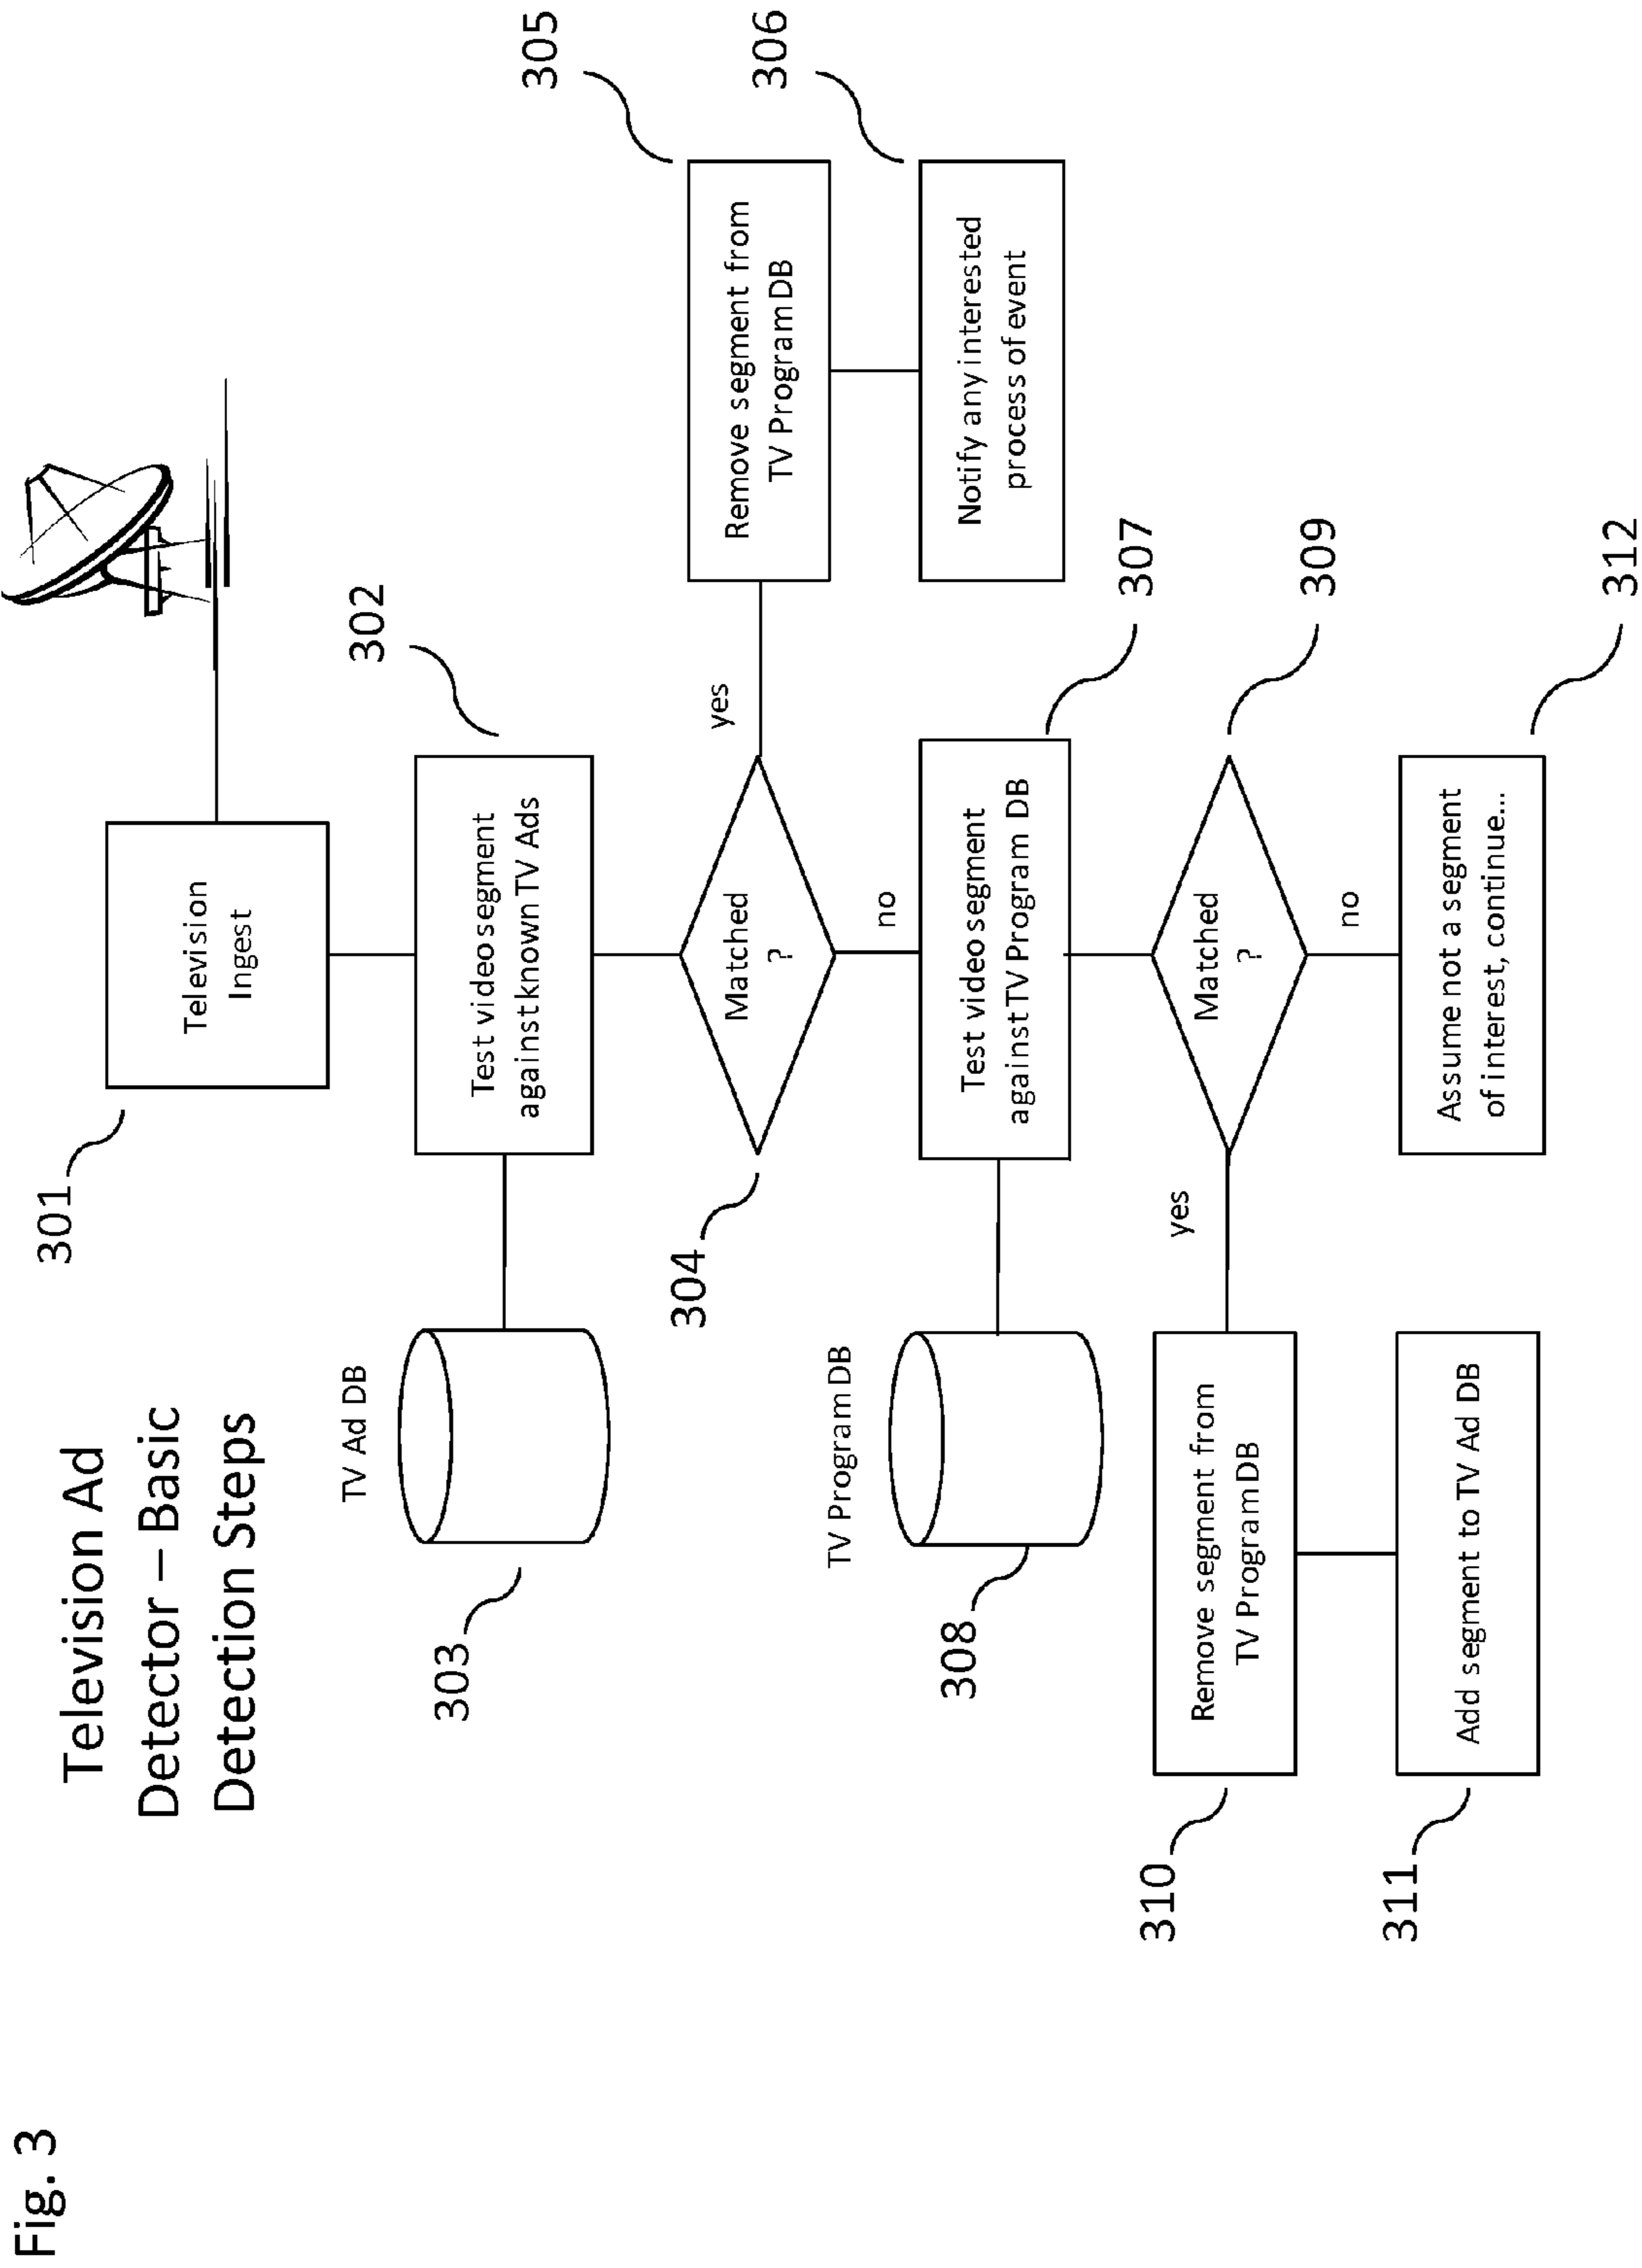 Fig. 3
Television Ad
Detector – Basic
Detection Steps
301
Television
Ingest
302
Test video segment
against known TV Ads
TV Ad DB
303
304
Matched
?
yes
305
Remove segment from
TV Program DB
306
Notify any interested
process of event
no
307
Test video segment
against TV Program DB
TV Program DB
308
309
Matched
?
yes
310
Remove segment from
TV Program DB
311
Add segment to TV Ad DB
no
312
Assume not a segment
of interest, continue...